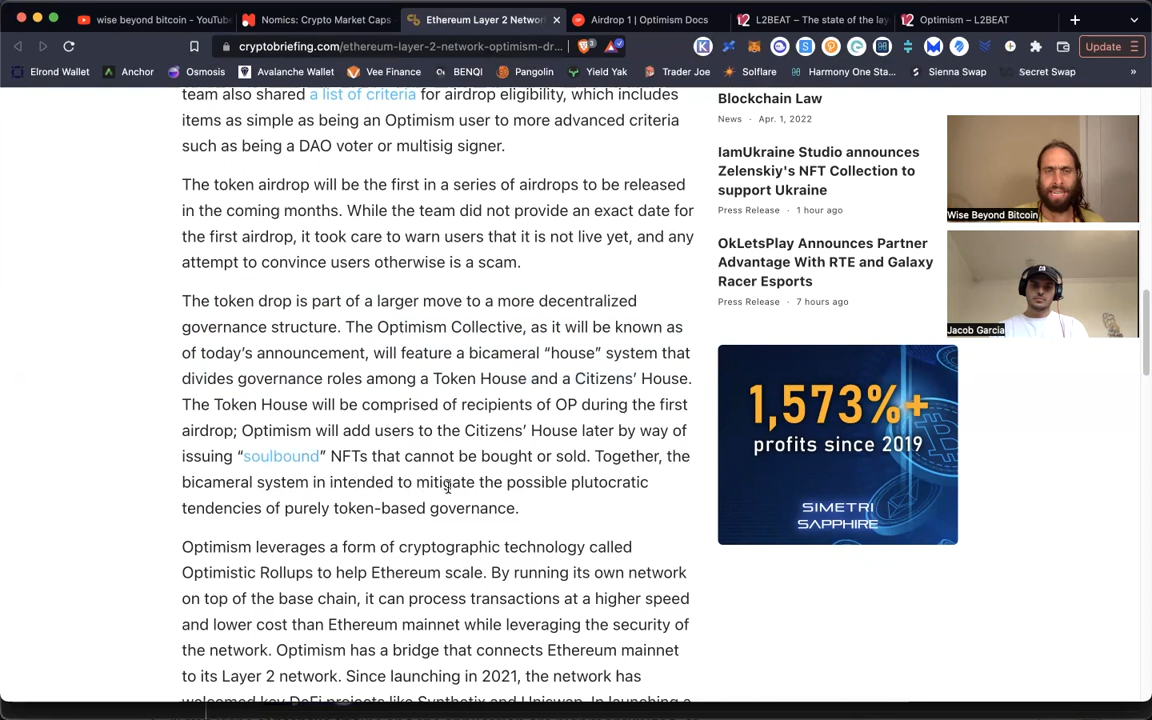 wise beyond bitcoin - YouTube
Nomics: Crypto Market Caps
Ethereum Layer 2 Networ
Airdrop 1 | Optimism Docs
L2BEAT – The state of the lay
Optimism – L2BEAT
cryptobriefing.com/ethereum-layer-2-network-optimism-dr...
Update
Elrond Wallet
Anchor
Osmosis
Avalanche Wallet
Vee Finance
BENQI
Pangolin
Yield Yak
Trader Joe
Solflare
Harmony One Sta...
Sienna Swap
Secret Swap
team also shared a list of criteria for airdrop eligibility, which includes
items as simple as being an Optimism user to more advanced criteria
such as being a DAO voter or multisig signer.
The token airdrop will be the first in a series of airdrops to be released
in the coming months. While the team did not provide an exact date for
the first airdrop, it took care to warn users that it is not live yet, and any
attempt to convince users otherwise is a scam.
The token drop is part of a larger move to a more decentralized
governance structure. The Optimism Collective, as it will be known as
of today's announcement, will feature a bicameral “house” system that
divides governance roles among a Token House and a Citizens' House.
The Token House will be comprised of recipients of OP during the first
airdrop; Optimism will add users to the Citizens' House later by way of
issuing “soulbound” NFTs that cannot be bought or sold. Together, the
bicameral system in intended to mitigate the possible plutocratic
tendencies of purely token-based governance.
Optimism leverages a form of cryptographic technology called
Optimistic Rollups to help Ethereum scale. By running its own network
on top of the base chain, it can process transactions at a higher speed
and lower cost than Ethereum mainnet while leveraging the security of
the network. Optimism has a bridge that connects Ethereum mainnet
to its Layer 2 network. Since launching in 2021, the network has
welcomed key DeFi projects like Synthetix and Uniswap. In launching a
Blockchain Law
News · Apr. 1, 2022
IamUkraine Studio announces
Zelenskiy's NFT Collection to
support Ukraine
Press Release · 1 hour ago
OkLetsPlay Announces Partner
Advantage With RTE and Galaxy
Racer Esports
Press Release · 7 hours ago
1,573%+
profits since 2019
SIMETRI
SAPPHIRE
Wise Beyond Bitcoin
Jacob Garcia